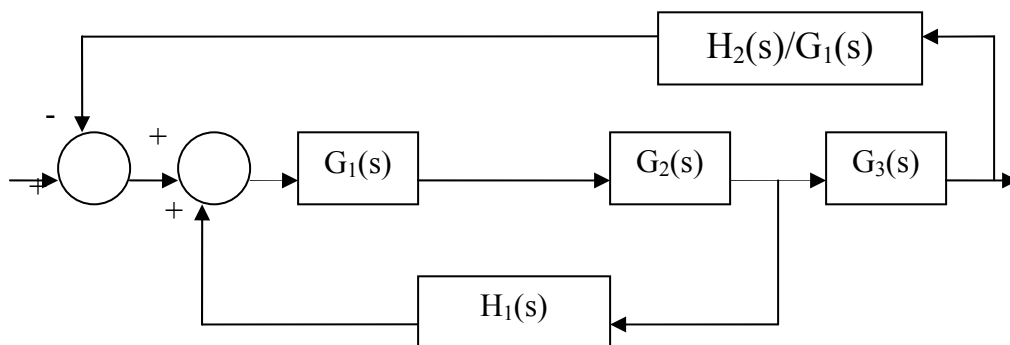 H₂(s)/G₁(s)
-
+
+
G₁(s)
G₂(s)
G₃(s)
+
H₁(s)